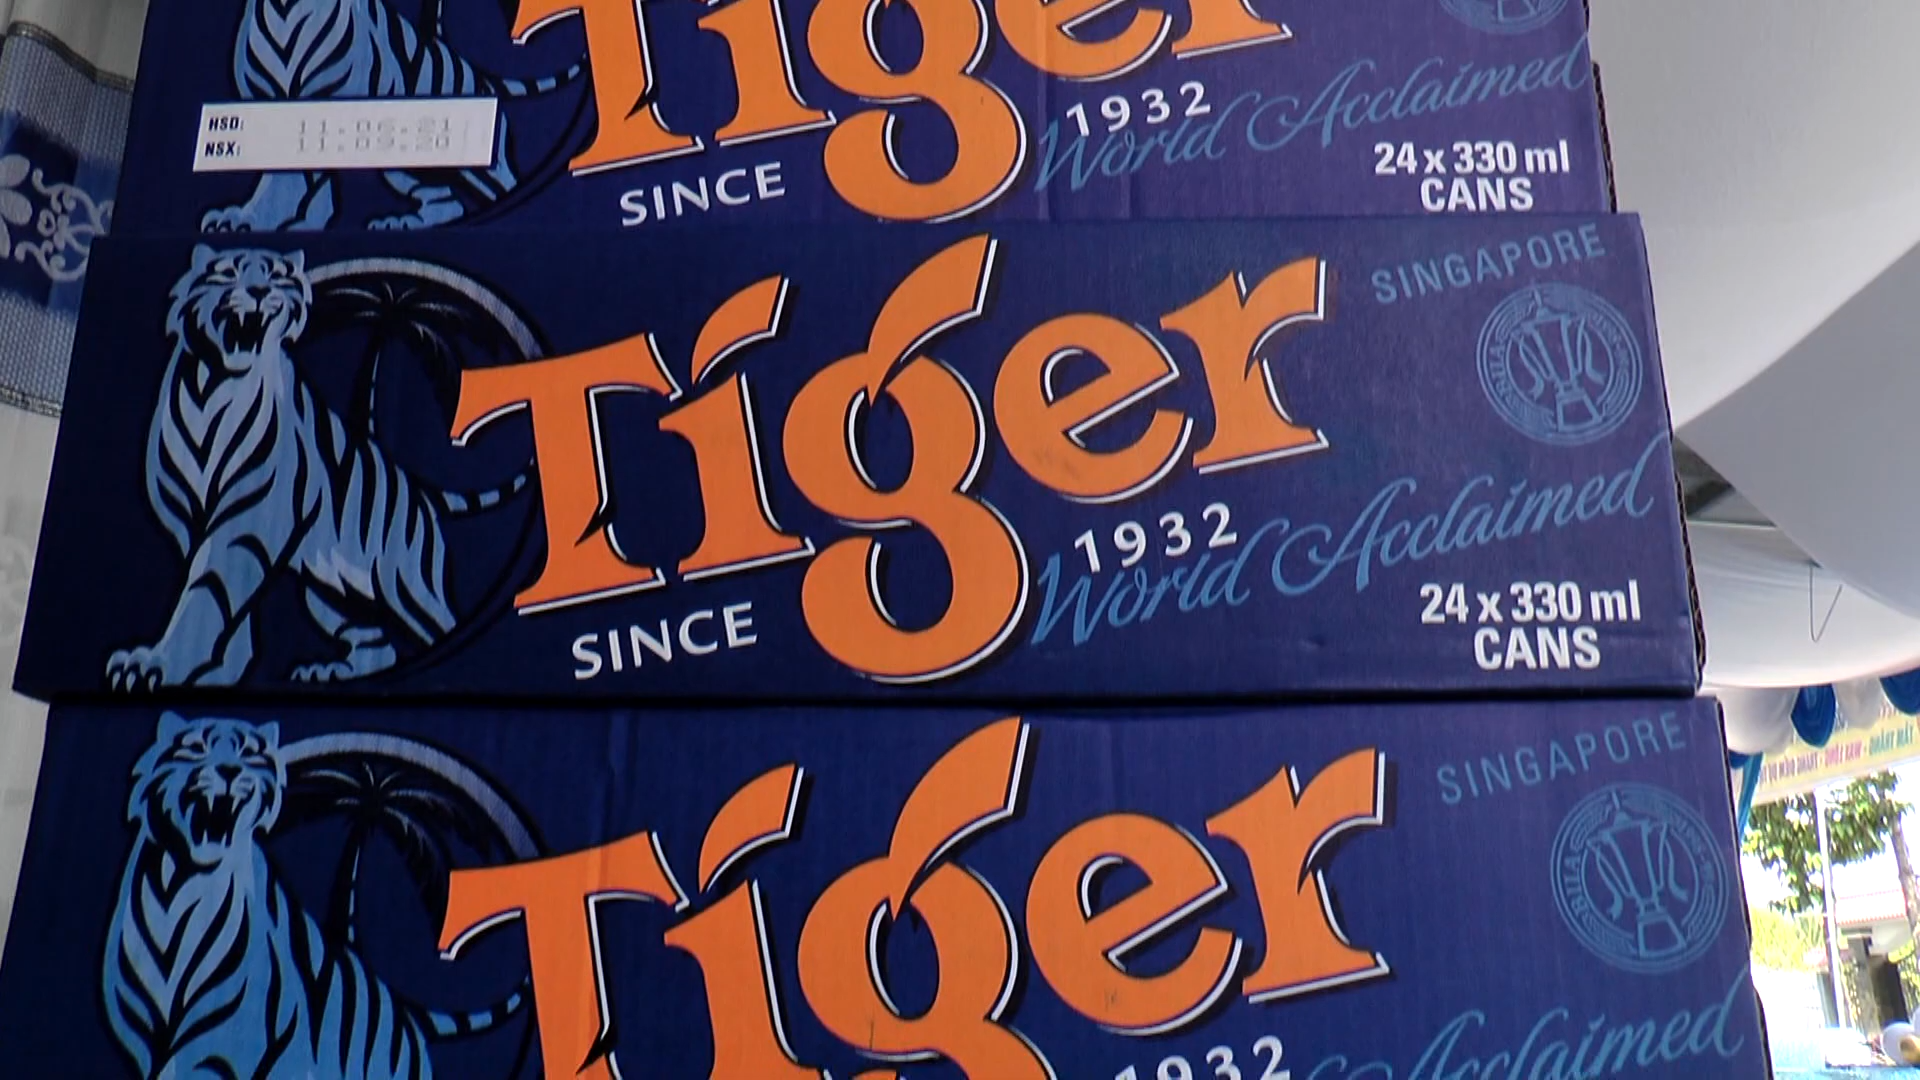 Tiger
HSD: 11.06.21
NSX: 11.09.20
SINCE 1932
World Acclaimed
24 x 330 ml
CANS
SINGAPORE
Tiger
SINCE 1932
World Acclaimed
24 x 330 ml
CANS
SINGAPORE
Tiger
1932
Acclaimed